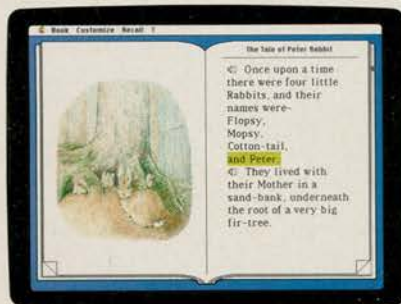 Book Customize Recall ?
The Tale of Peter Rabbit
Once upon a time
there were four little
Rabbits, and their
names were-
Flopsy,
Mopsy,
Cotton-tail,
and Peter.
They lived with
their Mother in a
sand-bank, underneath
the root of a very big
fir-tree.